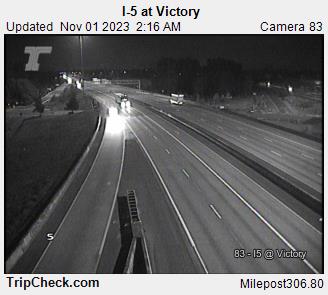 I-5 at Victory
Updated Nov 01 2023 2:16 AM Camera 83
T
S
83 - I5 @ Victory
TripCheck.com Milepost306.80